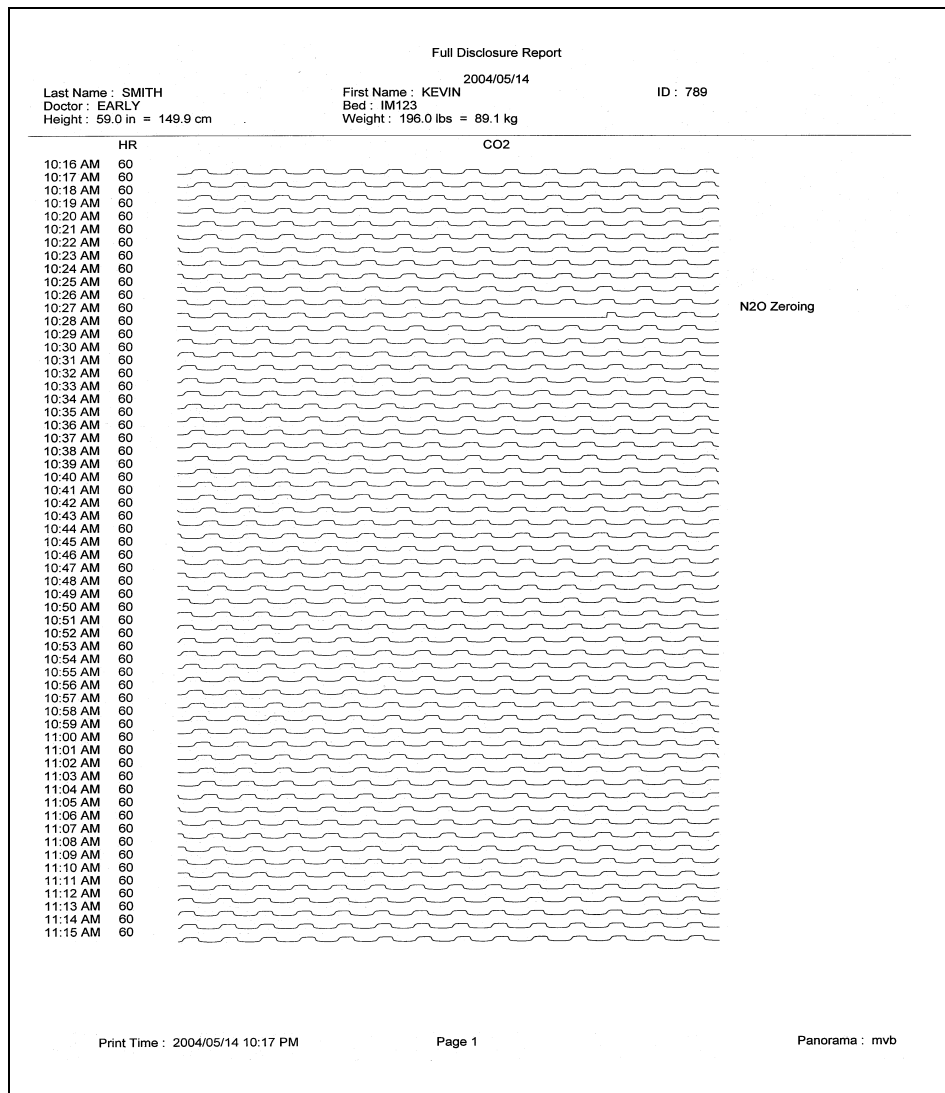 Full Disclosure Report
2004/05/14
Last Name : SMITH First Name : KEVIN ID : 789
Doctor : EARLY Bed : IM123
Height : 59.0 in = 149.9 cm Weight : 196.0 lbs = 89.1 kg
HR CO2
10:16 AM 60
10:17 AM 60
10:18 AM 60
10:19 AM 60
10:20 AM 60
10:21 AM 60
10:22 AM 60
10:23 AM 60
10:24 AM 60
10:25 AM 60
10:26 AM 60
10:27 AM 60 N2O Zeroing
10:28 AM 60
10:29 AM 60
10:30 AM 60
10:31 AM 60
10:32 AM 60
10:33 AM 60
10:34 AM 60
10:35 AM 60
10:36 AM 60
10:37 AM 60
10:38 AM 60
10:39 AM 60
10:40 AM 60
10:41 AM 60
10:42 AM 60
10:43 AM 60
10:44 AM 60
10:45 AM 60
10:46 AM 60
10:47 AM 60
10:48 AM 60
10:49 AM 60
10:50 AM 60
10:51 AM 60
10:52 AM 60
10:53 AM 60
10:54 AM 60
10:55 AM 60
10:56 AM 60
10:57 AM 60
10:58 AM 60
10:59 AM 60
11:00 AM 60
11:01 AM 60
11:02 AM 60
11:03 AM 60
11:04 AM 60
11:05 AM 60
11:06 AM 60
11:07 AM 60
11:08 AM 60
11:09 AM 60
11:10 AM 60
11:11 AM 60
11:12 AM 60
11:13 AM 60
11:14 AM 60
11:15 AM 60
Print Time : 2004/05/14 10:17 PM Page 1 Panorama : mvb